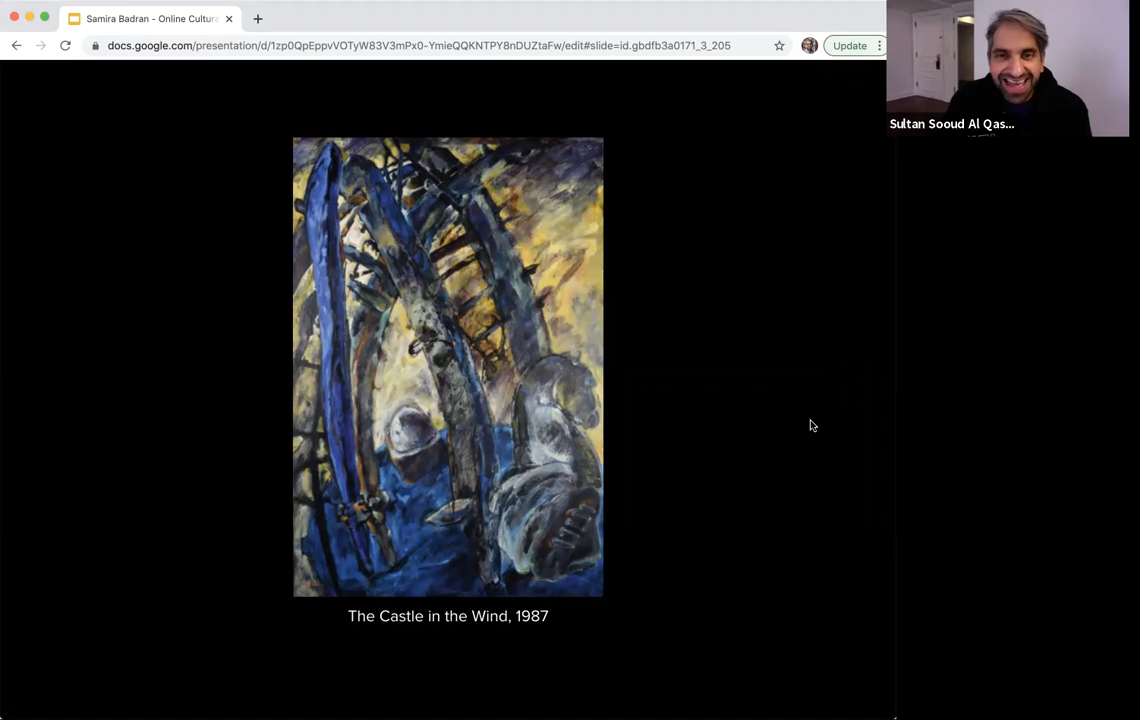 Samira Badran - Online Cultura
docs.google.com/presentation/d/1zp0QpEppvVOTyW83V3mPx0-YmieQQKNTPY8nDUZtaFw/edit#slide=id.gbdfb3a0171_3_205
Update
Sultan Sooud Al Qas...
The Castle in the Wind, 1987